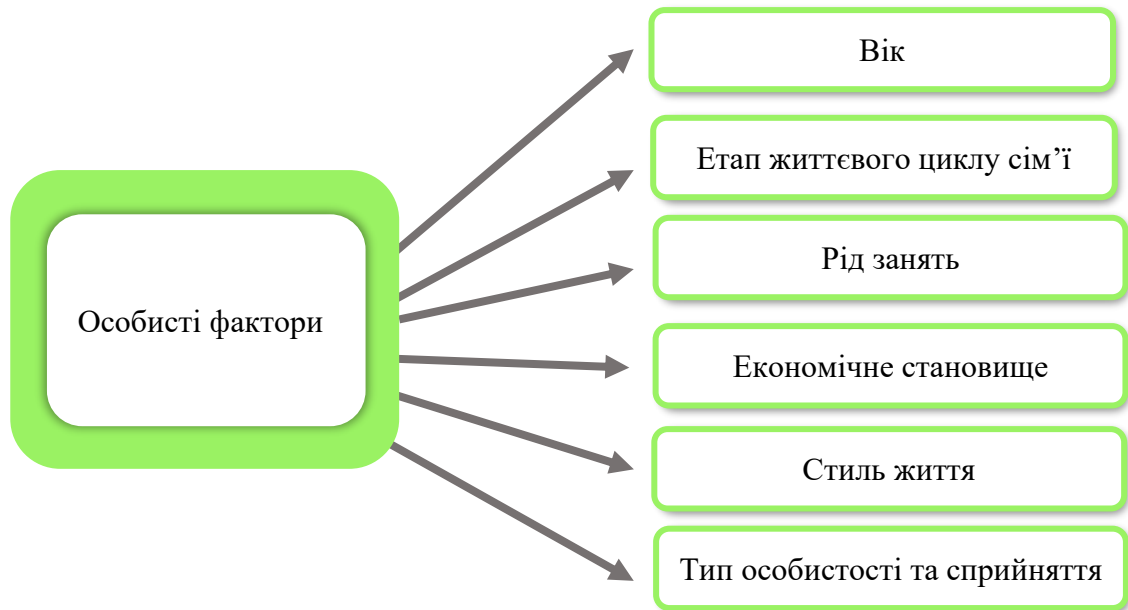 Особисті фактори
Вік
Етап життєвого циклу сім’ї
Рід занять
Економічне становище
Стиль життя
Тип особистості та сприйняття